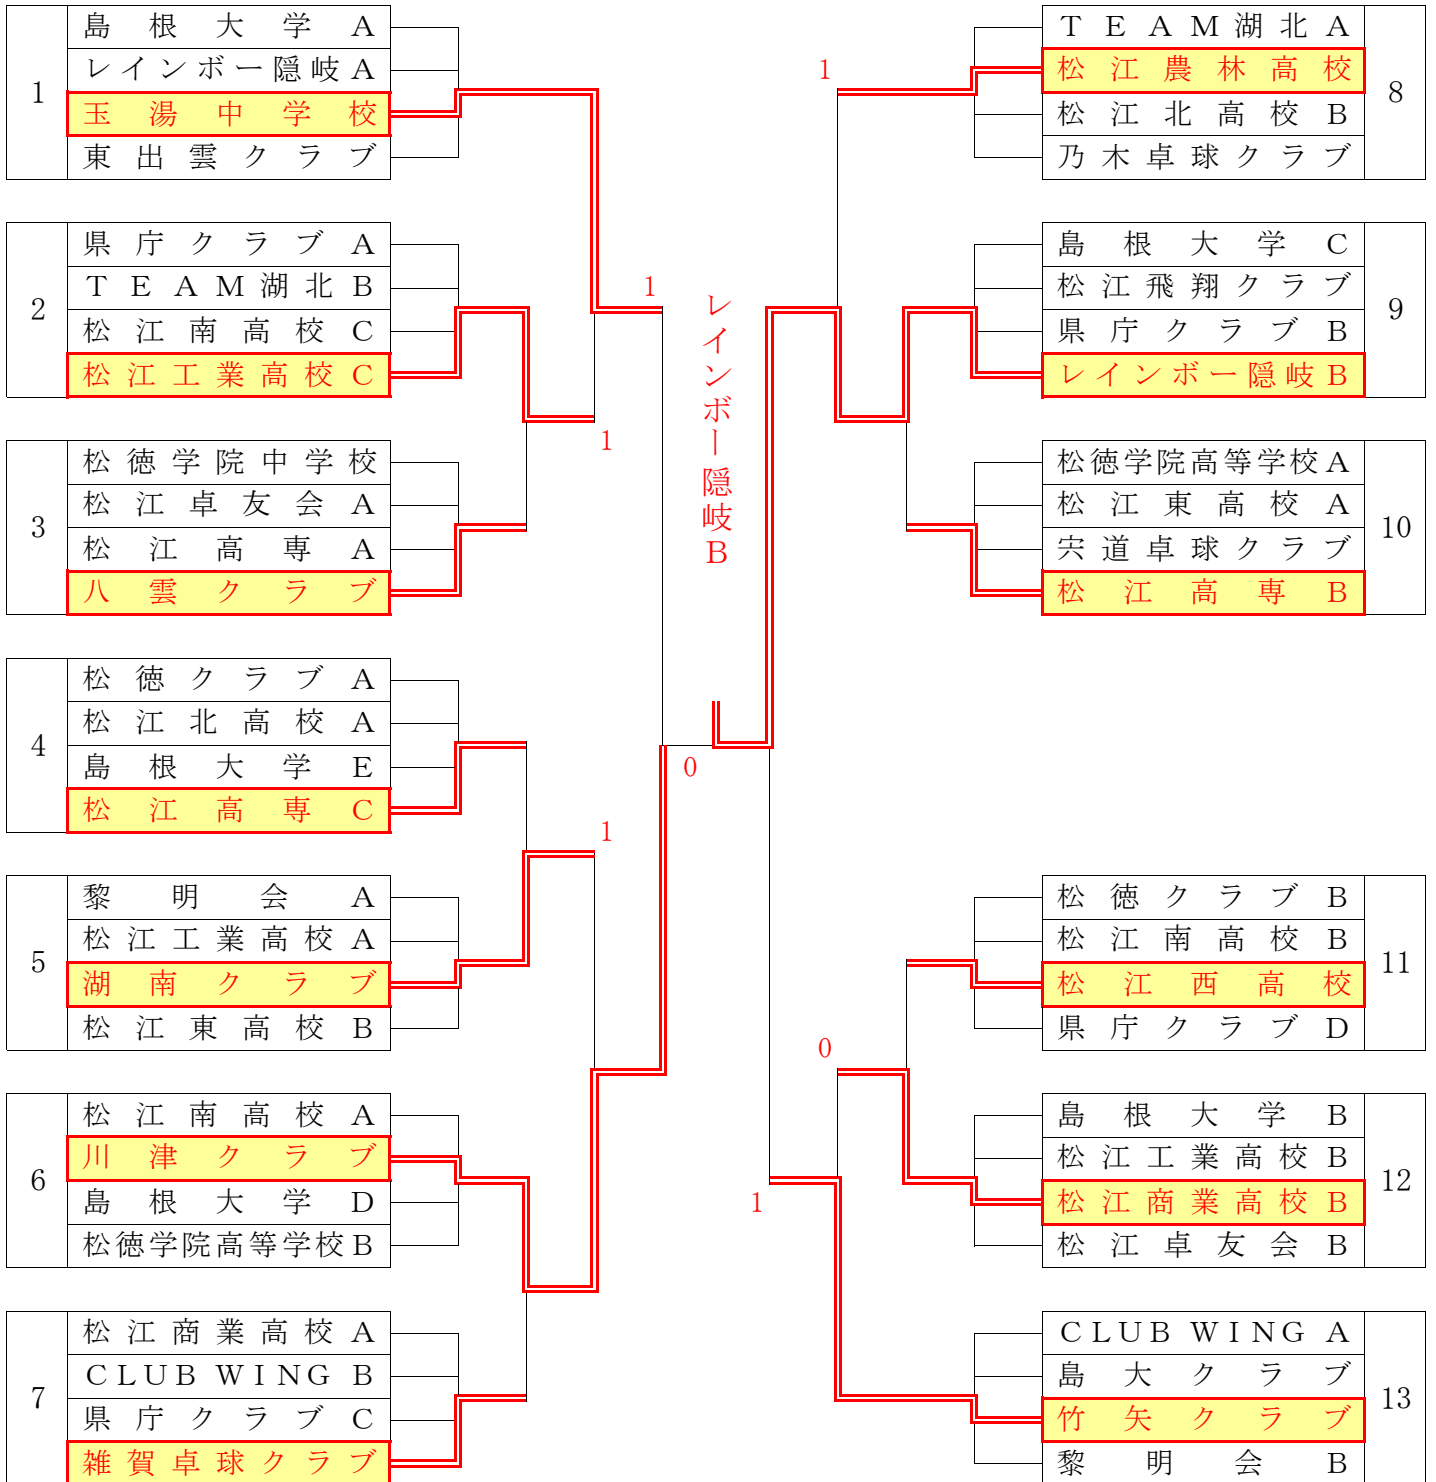 1
島根大学A
レインボー隠岐A
玉湯中学校
東出雲クラブ
2
県庁クラブA
TEAM湖北B
松江南高校C
松江工業高校C
3
松徳学院中学校
松江卓友会A
松江高専A
八雲クラブ
4
松徳クラブA
松江北高校A
島根大学E
松江高専C
5
黎明会A
松江工業高校A
湖南クラブ
松江東高校B
6
松江南高校A
川津クラブ
島根大学D
松徳学院高等学校B
7
松江商業高校A
CLUB WING B
県庁クラブC
雑賀卓球クラブ
1
1
1
0
レインボー隠岐B
1
0
1
TEAM湖北A
松江農林高校
松江北高校B
乃木卓球クラブ
8
島根大学C
松江飛翔クラブ
県庁クラブB
レインボー隠岐B
9
松徳学院高等学校A
松江東高校A
宍道卓球クラブ
松江高専B
10
松徳クラブB
松江南高校B
松江西高校
県庁クラブD
11
島根大学B
松江工業高校B
松江商業高校B
松江卓友会B
12
CLUB WING A
島大クラブ
竹矢クラブ
黎明会B
13